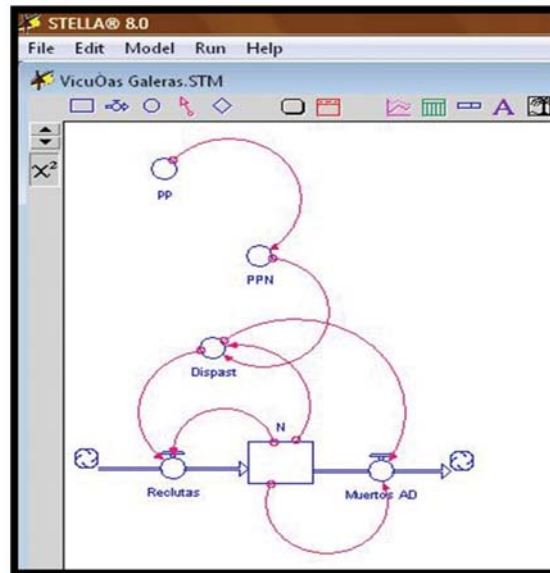 STELLA® 8.0
File Edit Model Run Help
VicuÒas Galeras.STM
A
x²
PP
PPN
Dispast
N
Reclutas
Muertos AD